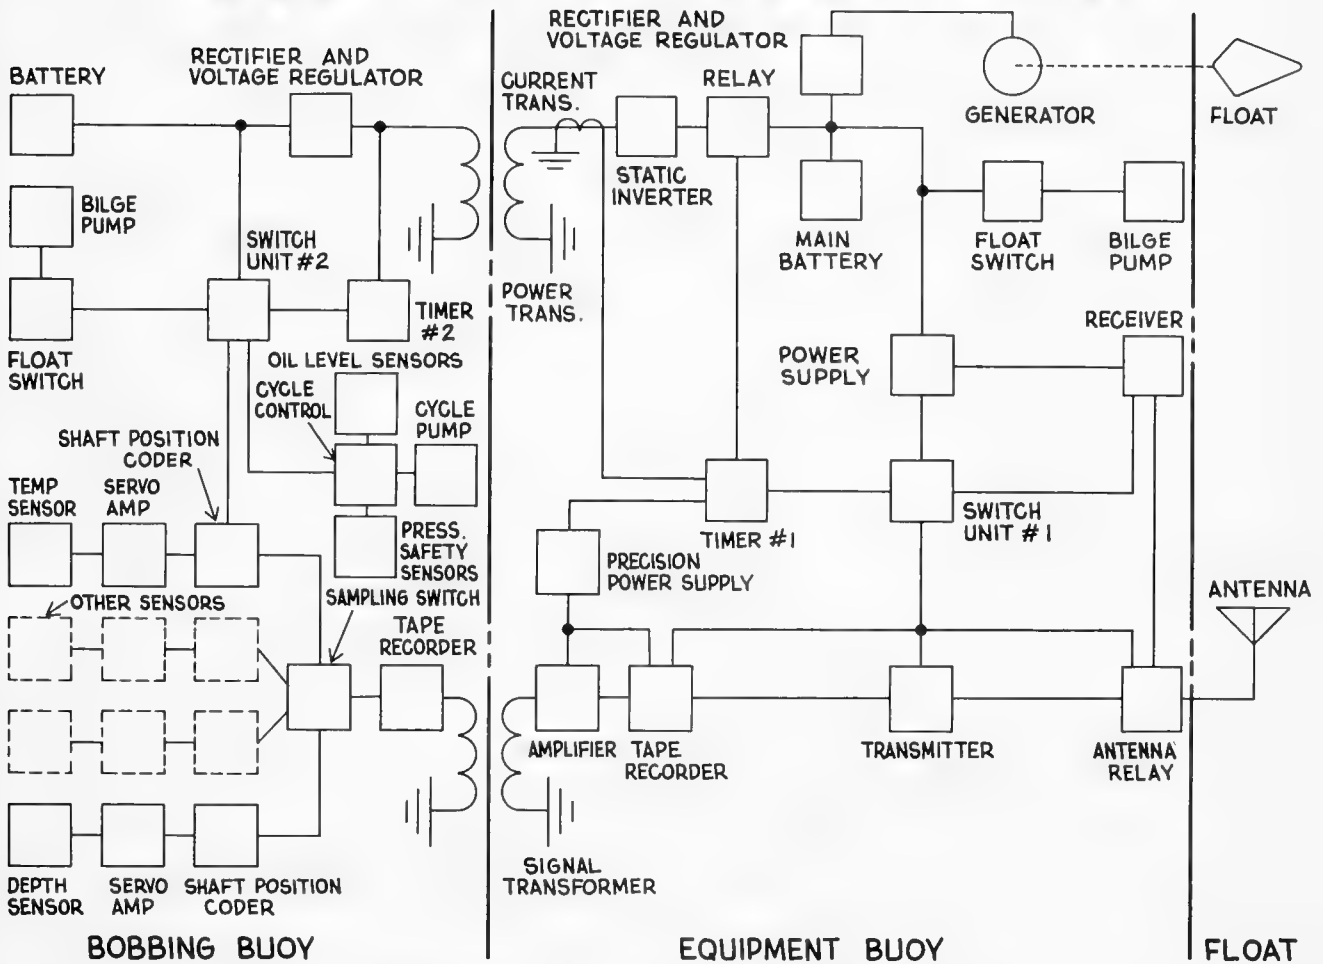 BATTERY
RECTIFIER AND
VOLTAGE REGULATOR
BILGE
PUMP
SWITCH
UNIT #2
TIMER
#2
FLOAT
SWITCH
OIL LEVEL SENSORS
CYCLE
CONTROL
CYCLE
PUMP
SHAFT POSITION
CODER
TEMP
SENSOR
SERVO
AMP
PRESS.
SAFETY
SENSORS
OTHER SENSORS
SAMPLING SWITCH
TAPE
RECORDER
DEPTH
SENSOR
SERVO
AMP
SHAFT POSITION
CODER
BOBBING BUOY
RECTIFIER AND
VOLTAGE REGULATOR
CURRENT
TRANS.
RELAY
GENERATOR
FLOAT
STATIC
INVERTER
MAIN
BATTERY
FLOAT
SWITCH
BILGE
PUMP
POWER
TRANS.
RECEIVER
POWER
SUPPLY
TIMER #1
SWITCH
UNIT #1
PRECISION
POWER SUPPLY
ANTENNA
AMPLIFIER
TAPE
RECORDER
TRANSMITTER
ANTENNA
RELAY
SIGNAL
TRANSFORMER
EQUIPMENT BUOY
FLOAT